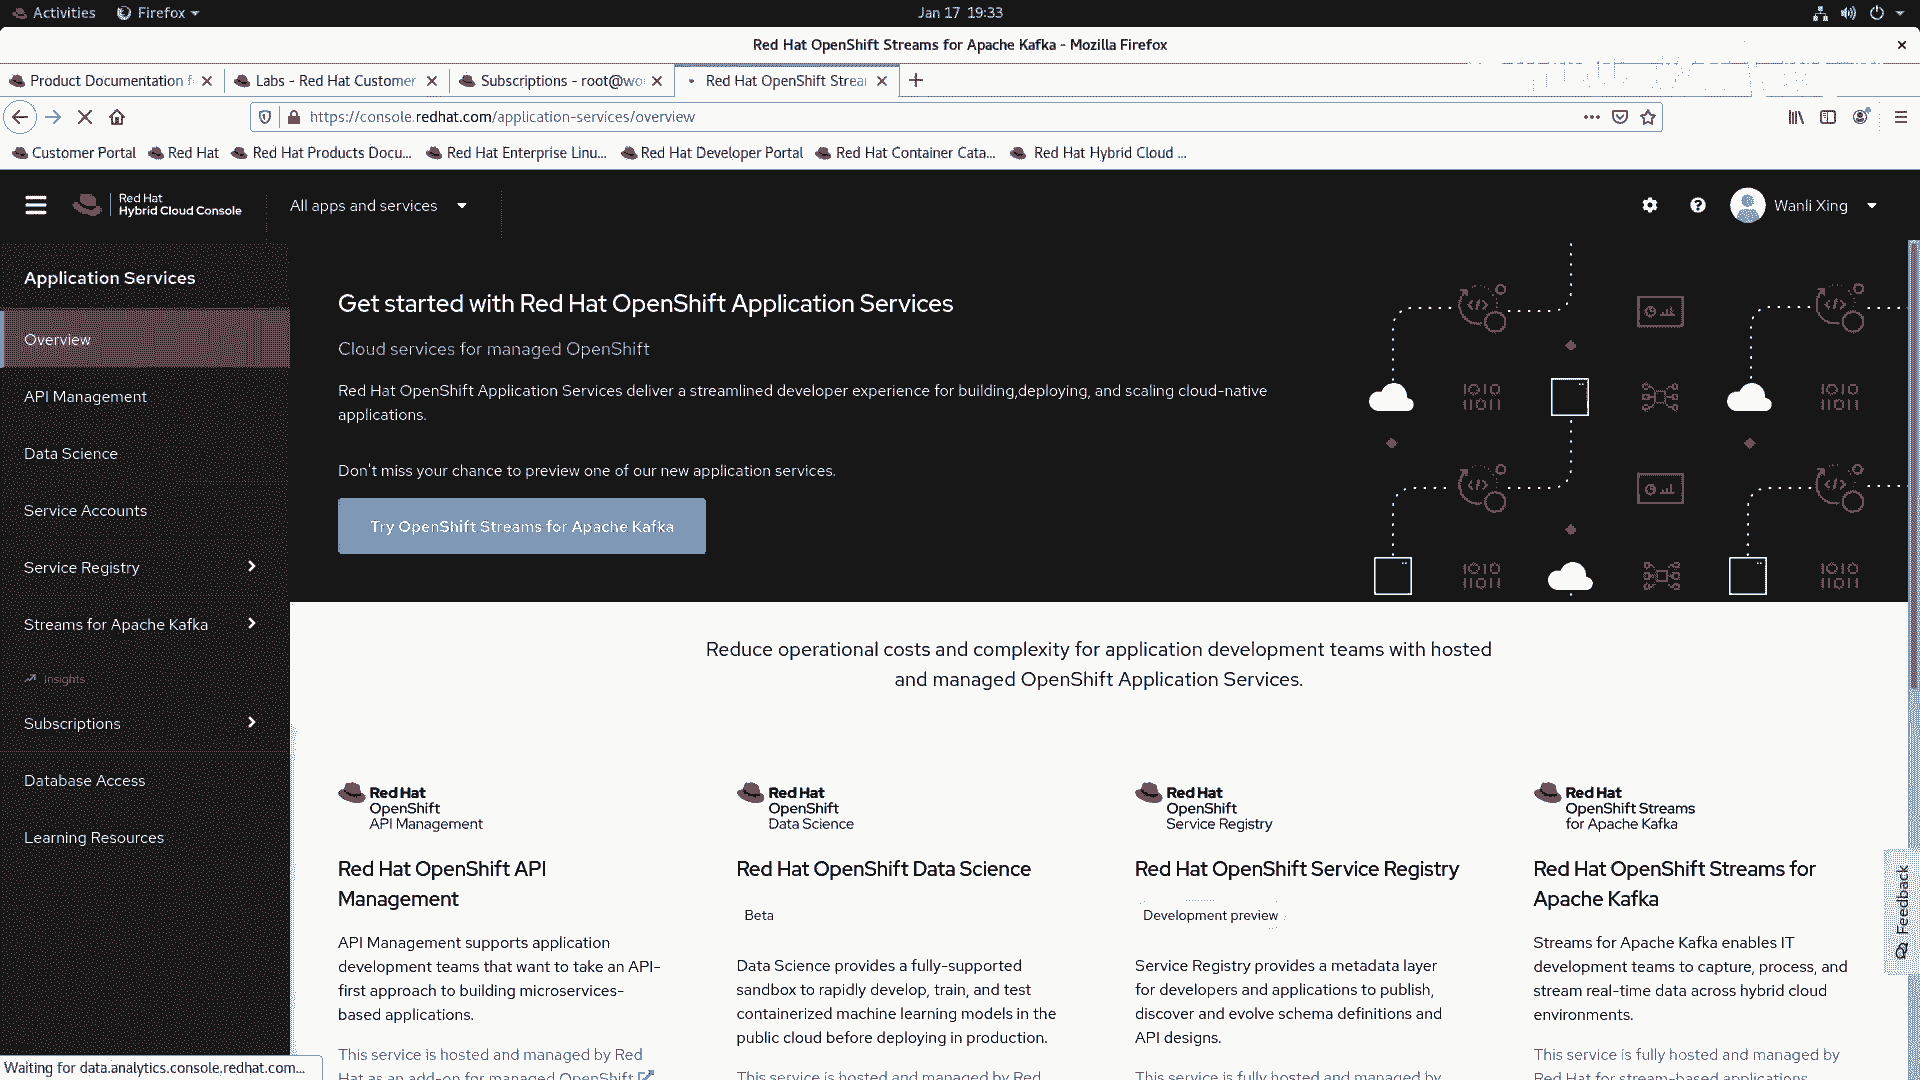 Activities
Firefox
Jan 17 19:33
Red Hat OpenShift Streams for Apache Kafka - Mozilla Firefox
Product Documentation f
Labs - Red Hat Customer
Subscriptions - root@wo
Red Hat OpenShift Strea
https://console.redhat.com/application-services/overview
Customer Portal
Red Hat
Red Hat Products Docu...
Red Hat Enterprise Linu...
Red Hat Developer Portal
Red Hat Container Cata...
Red Hat Hybrid Cloud ...
Red Hat
Hybrid Cloud Console
All apps and services
Wanli Xing
Application Services
Overview
API Management
Data Science
Service Accounts
Service Registry
Streams for Apache Kafka
Insights
Subscriptions
Database Access
Learning Resources
Get started with Red Hat OpenShift Application Services
Cloud services for managed OpenShift
Red Hat OpenShift Application Services deliver a streamlined developer experience for building,deploying, and scaling cloud-native
applications.
Don't miss your chance to preview one of our new application services.
Try OpenShift Streams for Apache Kafka
Reduce operational costs and complexity for application development teams with hosted
and managed OpenShift Application Services.
Red Hat
OpenShift
API Management
Red Hat OpenShift API
Management
API Management supports application
development teams that want to take an API-
first approach to building microservices-
based applications.
This service is hosted and managed by Red
Hat as an add-on for managed OpenShift
Red Hat
OpenShift
Data Science
Red Hat OpenShift Data Science
Beta
Data Science provides a fully-supported
sandbox to rapidly develop, train, and test
containerized machine learning models in the
public cloud before deploying in production.
This service is hosted and managed by Red
Red Hat
OpenShift
Service Registry
Red Hat OpenShift Service Registry
Development preview
Service Registry provides a metadata layer
for developers and applications to publish,
discover and evolve schema definitions and
API designs.
This service is fully hosted and managed by
Red Hat
OpenShift Streams
for Apache Kafka
Red Hat OpenShift Streams for
Apache Kafka
Streams for Apache Kafka enables IT
development teams to capture, process, and
stream real-time data across hybrid cloud
environments.
This service is fully hosted and managed by
Red Hat for stream-based applications
Feedback
Waiting for data.analytics.console.redhat.com...